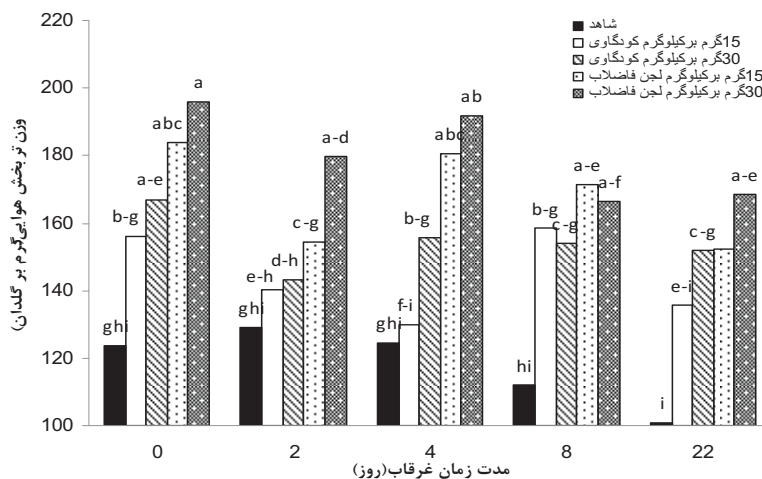 شاهد
15گرم برکیلوگرم کودگاوی
30گرم برکیلوگرم کودگاوی
15گرم برکیلوگرم لجن فاضلاب
30گرم برکیلوگرم لجن فاضلاب
وزن تر بخش هوایی(گرم بر گلدان)
220
200
180
160
140
120
100
ghi
b-g
a-e
abc
a
ghi
e-h
d-h
c-g
a-d
ghi
f-i
b-g
abc
ab
hi
b-g
c-g
a-e
a-f
i
e-i
c-g
a-e
0
2
4
8
22
مدت زمان غرقاب(روز)